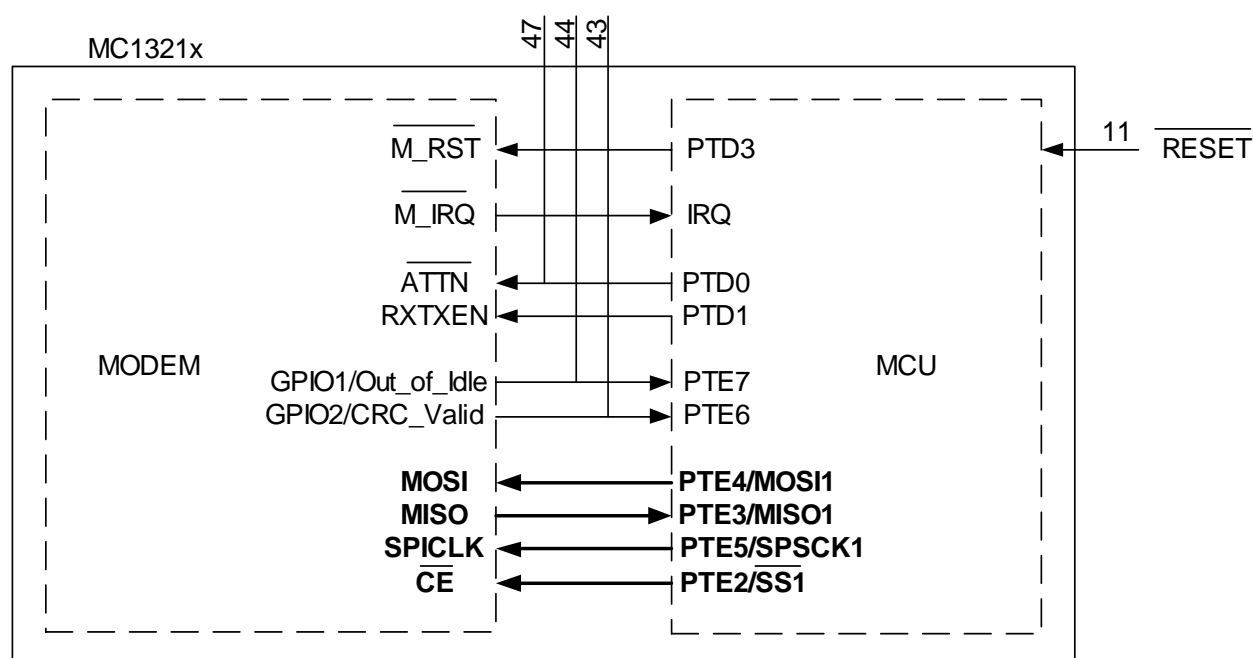 47 44 43
MC1321x
M_RST PTD3 11 RESET
M_IRQ IRQ
ATTN PTD0
RXTXEN PTD1
MODEM MCU
GPIO1/Out_of_Idle PTE7
GPIO2/CRC_Valid PTE6
MOSI PTE4/MOSI1
MISO PTE3/MISO1
SPICLK PTE5/SPSCK1
CE PTE2/SS1